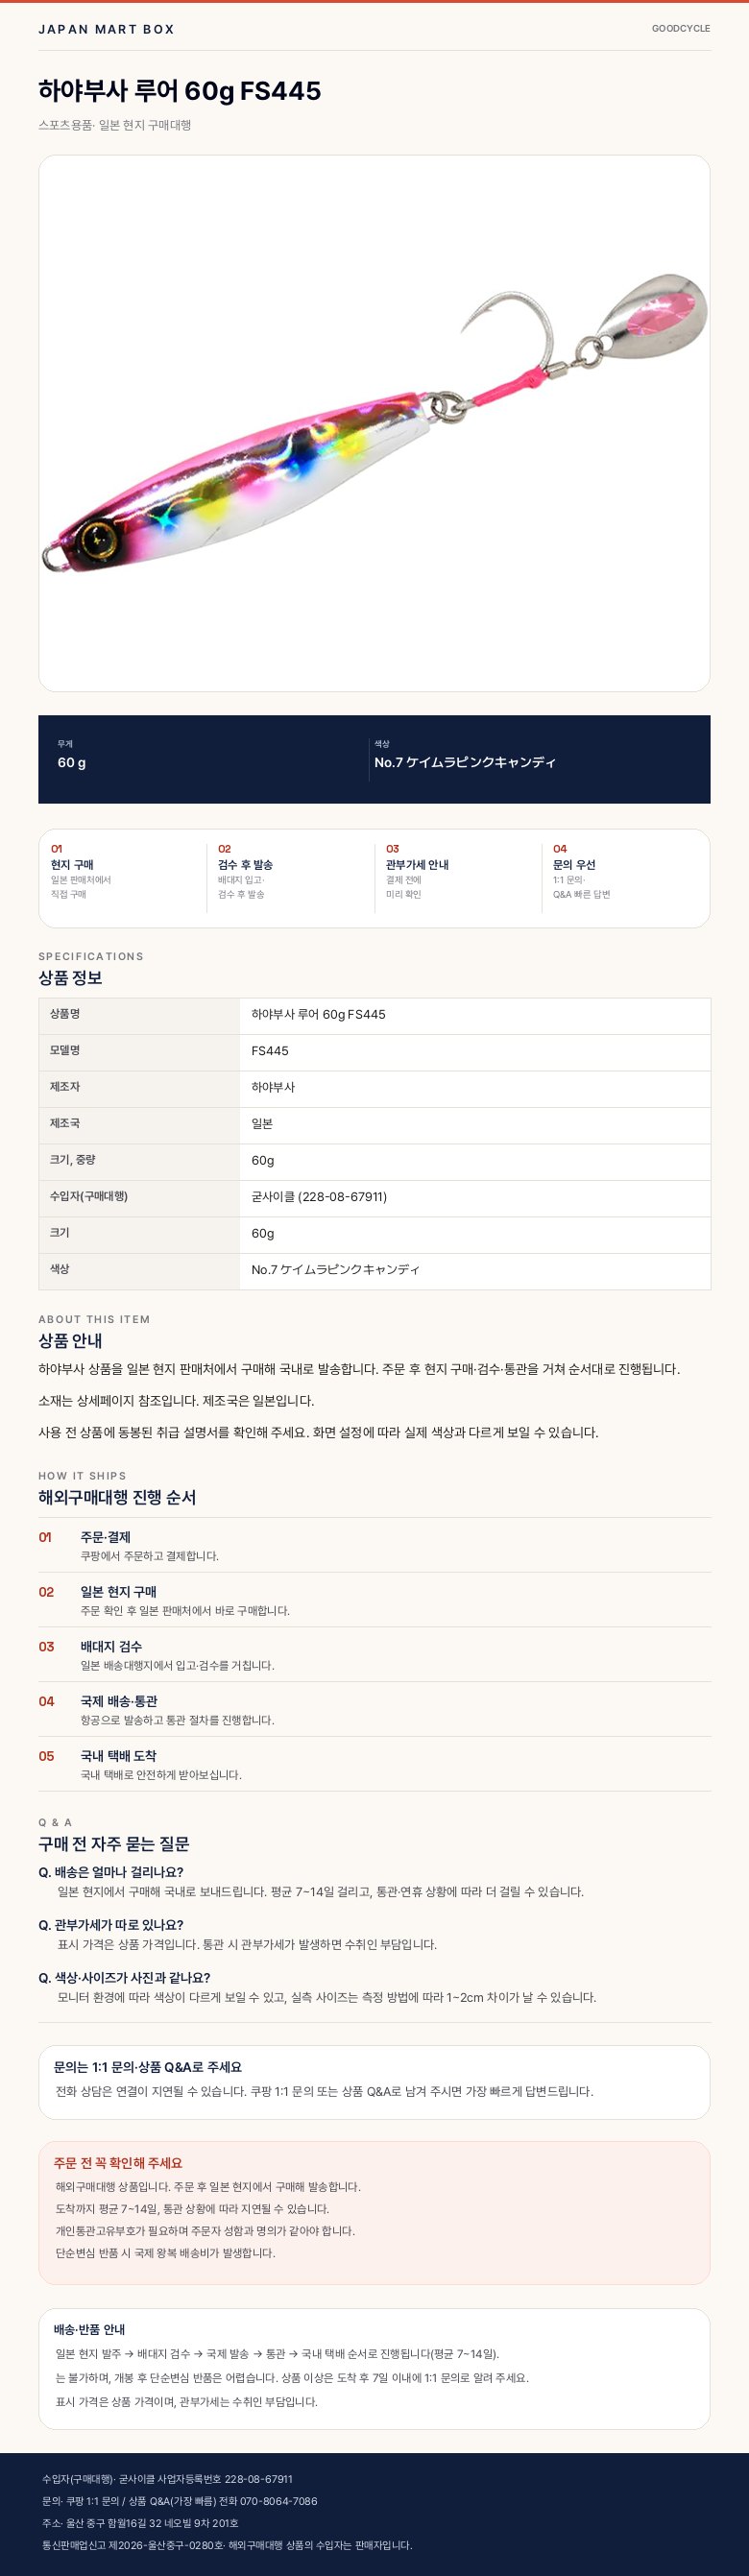 JAPAN MART BOX
GOODCYCLE
하야부사 루어 60g FS445
스포츠용품· 일본 현지 구매대행
무게
60 g
색상
No.7 ケイムラピンクキャンディ
01
현지 구매
일본 판매처에서
직접 구매
02
검수 후 발송
배대지 입고·
검수 후 발송
03
관부가세 안내
결제 전에
미리 확인
04
문의 우선
1:1 문의·
Q&A 빠른 답변
SPECIFICATIONS
상품 정보
상품명 하야부사 루어 60g FS445
모델명 FS445
제조자 하야부사
제조국 일본
크기, 중량 60g
수입자(구매대행) 굳사이클 (228-08-67911)
크기 60g
색상 No.7 ケイムラピンクキャンディ
ABOUT THIS ITEM
상품 안내
하야부사 상품을 일본 현지 판매처에서 구매해 국내로 발송합니다. 주문 후 현지 구매·검수·통관을 거쳐 순서대로 진행됩니다.
소재는 상세페이지 참조입니다. 제조국은 일본입니다.
사용 전 상품에 동봉된 취급 설명서를 확인해 주세요. 화면 설정에 따라 실제 색상과 다르게 보일 수 있습니다.
HOW IT SHIPS
해외구매대행 진행 순서
01 주문·결제
쿠팡에서 주문하고 결제합니다.
02 일본 현지 구매
주문 확인 후 일본 판매처에서 바로 구매합니다.
03 배대지 검수
일본 배송대행지에서 입고·검수를 거칩니다.
04 국제 배송·통관
항공으로 발송하고 통관 절차를 진행합니다.
05 국내 택배 도착
국내 택배로 안전하게 받아보십니다.
Q & A
구매 전 자주 묻는 질문
Q. 배송은 얼마나 걸리나요?
일본 현지에서 구매해 국내로 보내드립니다. 평균 7~14일 걸리고, 통관·연휴 상황에 따라 더 걸릴 수 있습니다.
Q. 관부가세가 따로 있나요?
표시 가격은 상품 가격입니다. 통관 시 관부가세가 발생하면 수취인 부담입니다.
Q. 색상·사이즈가 사진과 같나요?
모니터 환경에 따라 색상이 다르게 보일 수 있고, 실측 사이즈는 측정 방법에 따라 1~2cm 차이가 날 수 있습니다.
문의는 1:1 문의·상품 Q&A로 주세요
전화 상담은 연결이 지연될 수 있습니다. 쿠팡 1:1 문의 또는 상품 Q&A로 남겨 주시면 가장 빠르게 답변드립니다.
주문 전 꼭 확인해 주세요
해외구매대행 상품입니다. 주문 후 일본 현지에서 구매해 발송합니다.
도착까지 평균 7~14일, 통관 상황에 따라 지연될 수 있습니다.
개인통관고유부호가 필요하며 주문자 성함과 명의가 같아야 합니다.
단순변심 반품 시 국제 왕복 배송비가 발생합니다.
배송·반품 안내
일본 현지 발주 → 배대지 검수 → 국제 발송 → 통관 → 국내 택배 순서로 진행됩니다(평균 7~14일).
는 불가하며, 개봉 후 단순변심 반품은 어렵습니다. 상품 이상은 도착 후 7일 이내에 1:1 문의로 알려 주세요.
표시 가격은 상품 가격이며, 관부가세는 수취인 부담입니다.
수입자(구매대행)· 굳사이클 사업자등록번호 228-08-67911
문의· 쿠팡 1:1 문의 / 상품 Q&A(가장 빠름) 전화 070-8064-7086
주소· 울산 중구 함월16길 32 네오빌 9차 201호
통신판매업신고 제2026-울산중구-0280호· 해외구매대행 상품의 수입자는 판매자입니다.